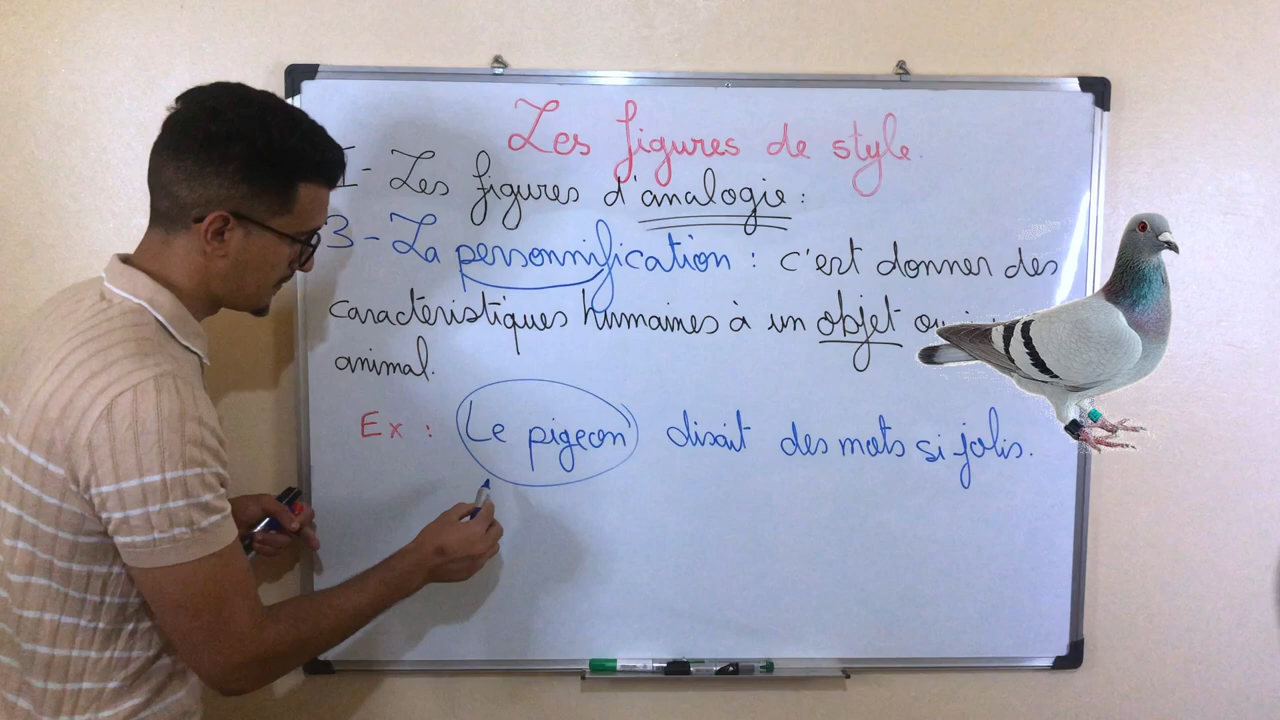 Les figures de style.
I- Les figures d'analogie :
3- La personnification : c'est donner des
caractéristiques humaines à un objet ou
animal.
Ex : Le pigeon disait des mots si jolis.